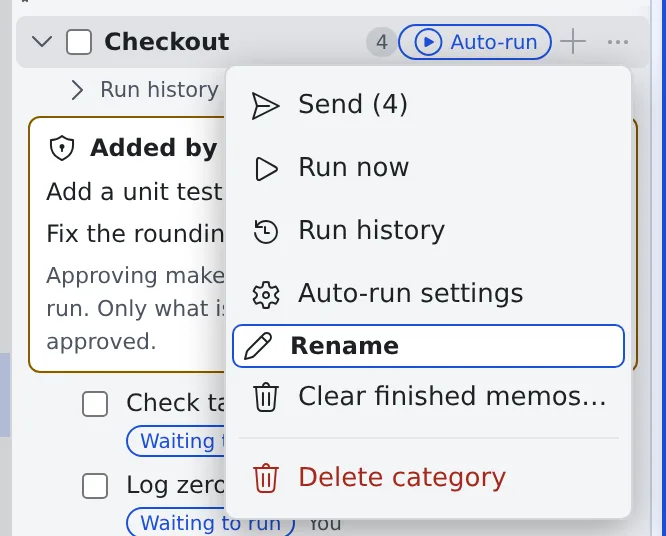 Checkout 4 Auto-run
Run history
Added by
Add a unit test
Fix the roundin
Approving make
run. Only what is
approved.
Check ta
Waiting
Log zero
Waiting to run You
Send (4)
Run now
Run history
Auto-run settings
Rename
Clear finished memos...
Delete category